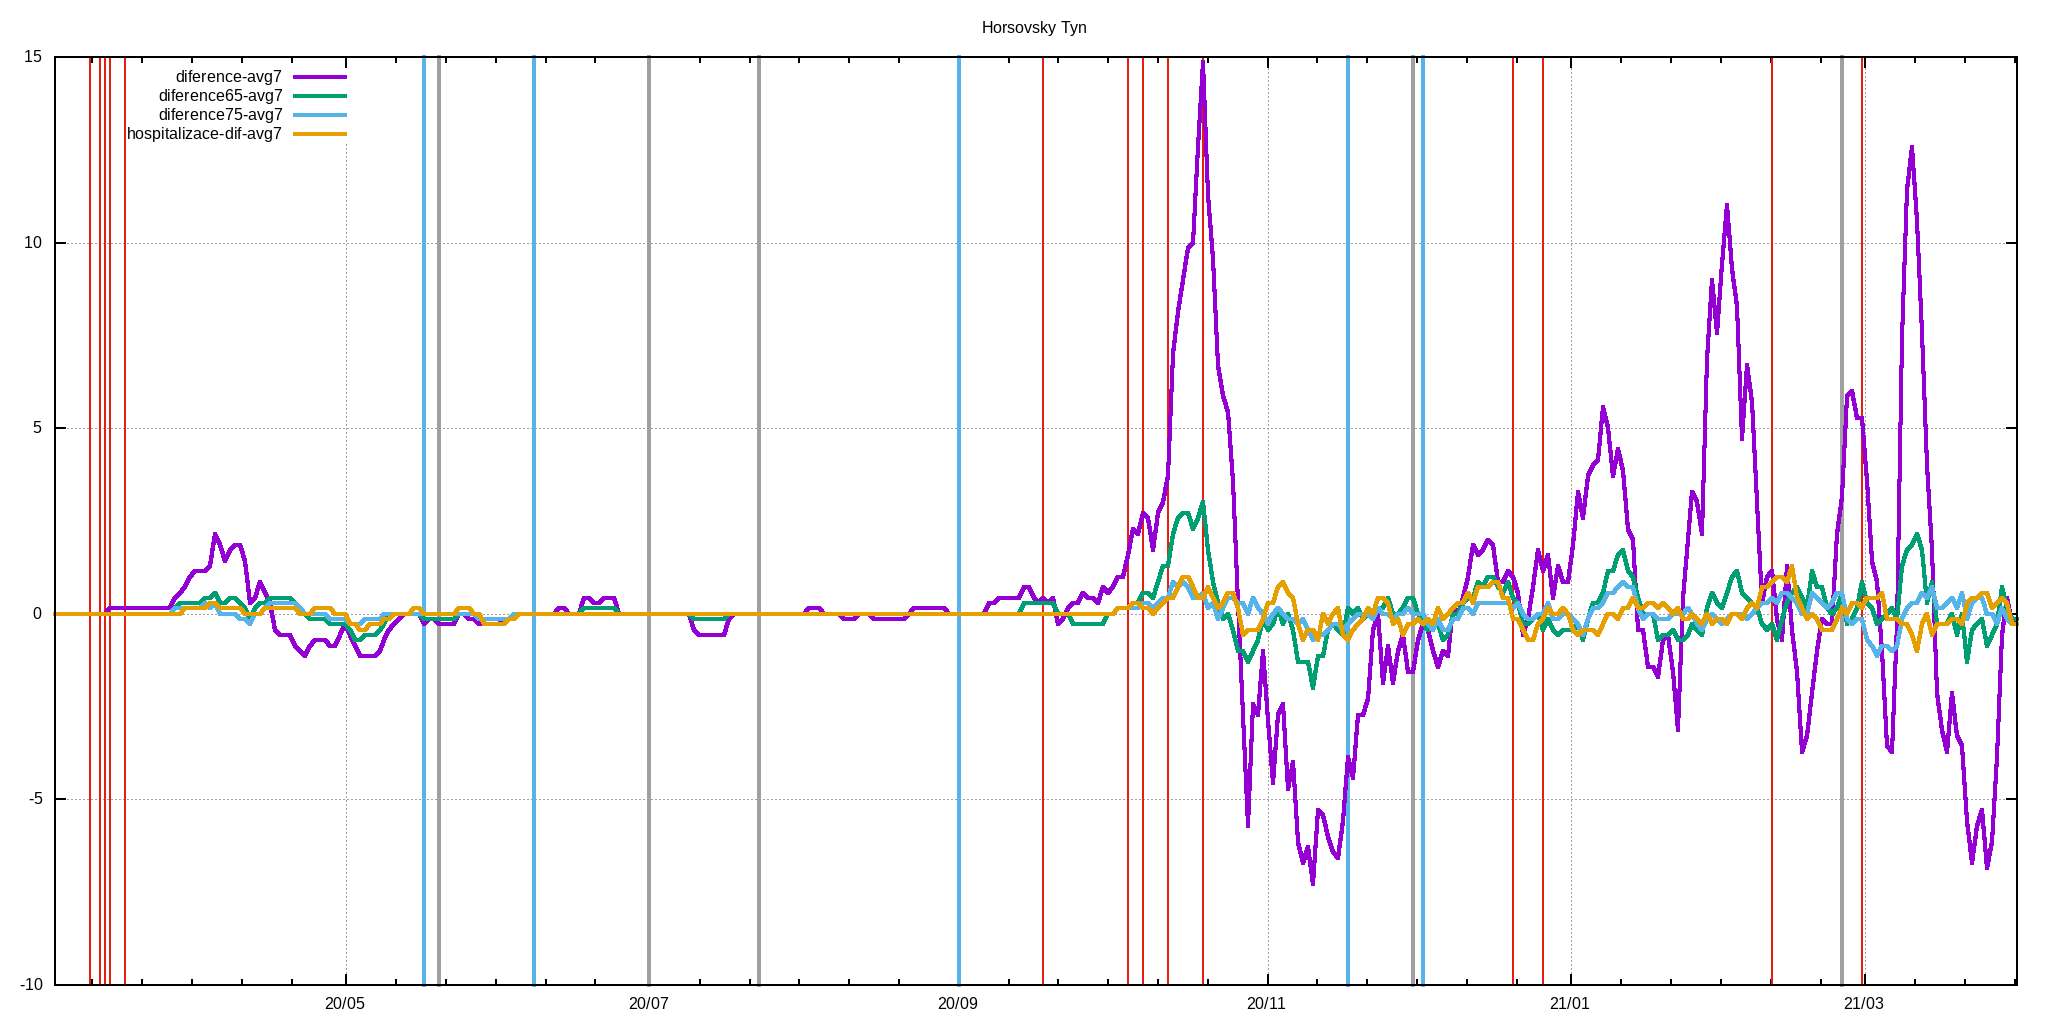 Horsovsky Tyn
15
10
5
0
-5
-10
diference-avg7
diference65-avg7
diference75-avg7
hospitalizace-dif-avg7
20/05 20/07 20/09 20/11 21/01 21/03